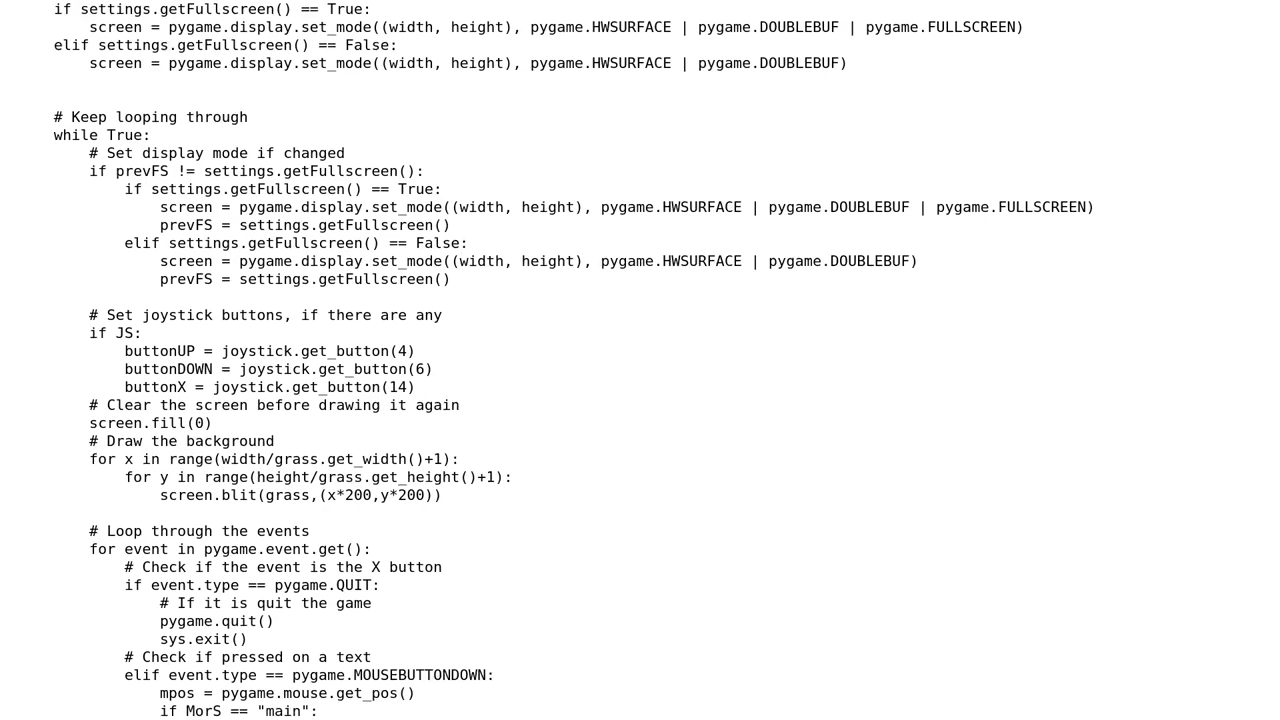 if settings.getFullscreen() == True:
    screen = pygame.display.set_mode((width, height), pygame.HWSURFACE | pygame.DOUBLEBUF | pygame.FULLSCREEN)
elif settings.getFullscreen() == False:
    screen = pygame.display.set_mode((width, height), pygame.HWSURFACE | pygame.DOUBLEBUF)


# Keep looping through
while True:
    # Set display mode if changed
    if prevFS != settings.getFullscreen():
        if settings.getFullscreen() == True:
            screen = pygame.display.set_mode((width, height), pygame.HWSURFACE | pygame.DOUBLEBUF | pygame.FULLSCREEN)
            prevFS = settings.getFullscreen()
        elif settings.getFullscreen() == False:
            screen = pygame.display.set_mode((width, height), pygame.HWSURFACE | pygame.DOUBLEBUF)
            prevFS = settings.getFullscreen()

    # Set joystick buttons, if there are any
    if JS:
        buttonUP = joystick.get_button(4)
        buttonDOWN = joystick.get_button(6)
        buttonX = joystick.get_button(14)
    # Clear the screen before drawing it again
    screen.fill(0)
    # Draw the background
    for x in range(width/grass.get_width()+1):
        for y in range(height/grass.get_height()+1):
            screen.blit(grass,(x*200,y*200))

    # Loop through the events
    for event in pygame.event.get():
        # Check if the event is the X button
        if event.type == pygame.QUIT:
            # If it is quit the game
            pygame.quit()
            sys.exit()
        # Check if pressed on a text
        elif event.type == pygame.MOUSEBUTTONDOWN:
            mpos = pygame.mouse.get_pos()
            if MorS == "main":